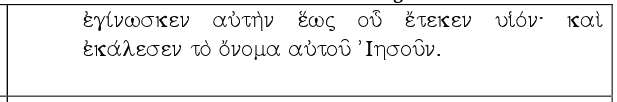 ἐγίνωσκεν αὐτὴν ἕως οὗ ἔτεκεν υἱόν· καὶ
ἐκάλεσεν τὸ ὄνομα αὐτοῦ Ἰησοῦν.